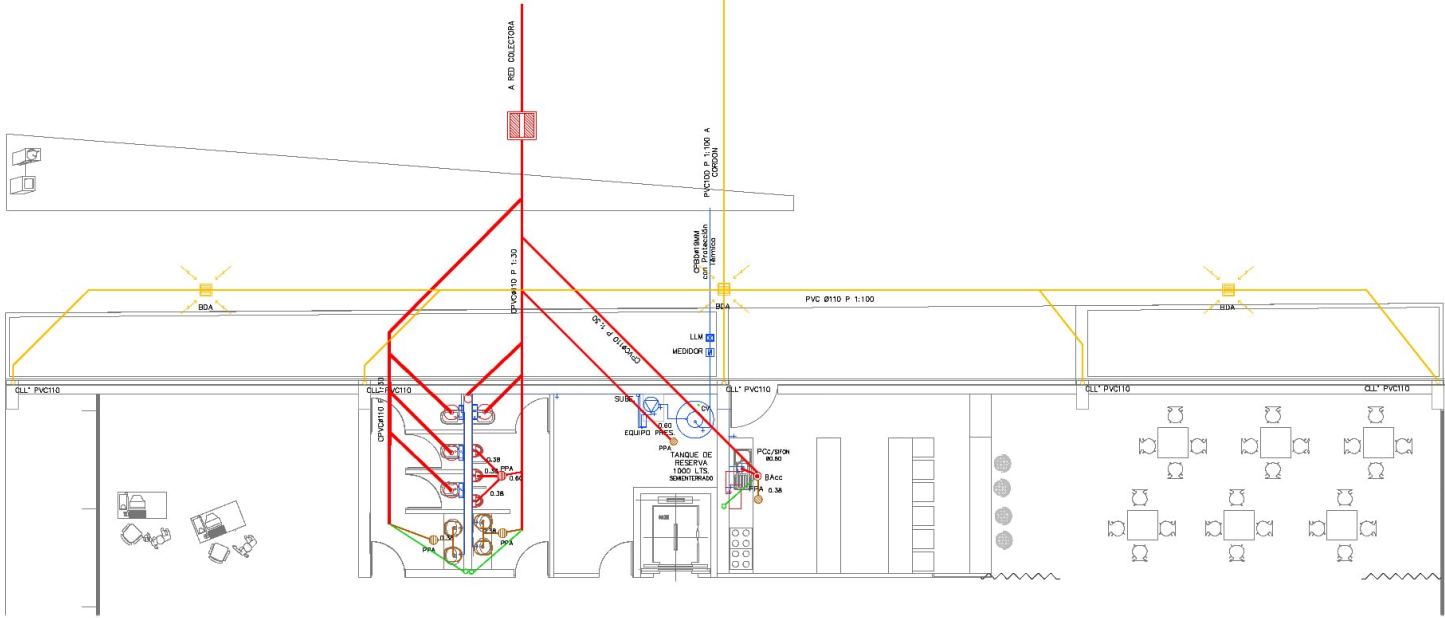 A RED COLECTORA
PVC100 P 1:100 A
CORDON
CPVCØ110 P 1:30
con Protección
Térmica
BDA
BDA
PVC Ø110 P 1:100
BDA
CPVCØ110 P 1:30
LLM
MEDIDOR
CLL* PVC110
CLL* PVC110
CLL* PVC110
CLL* PVC110
CLL* PVC110
CPVCØ110 P 1:30
SUBE
CV
0.60
EQUIPO PRES.
PPA
TANQUE DE
RESERVA
1000 LTS.
SEMIENTERRADO
PCc/SIFON
Ø0.60
BAcc
PPA
0.38
0.38
PPA
0.38
0.60
0.38
0.38
PPA
PPA